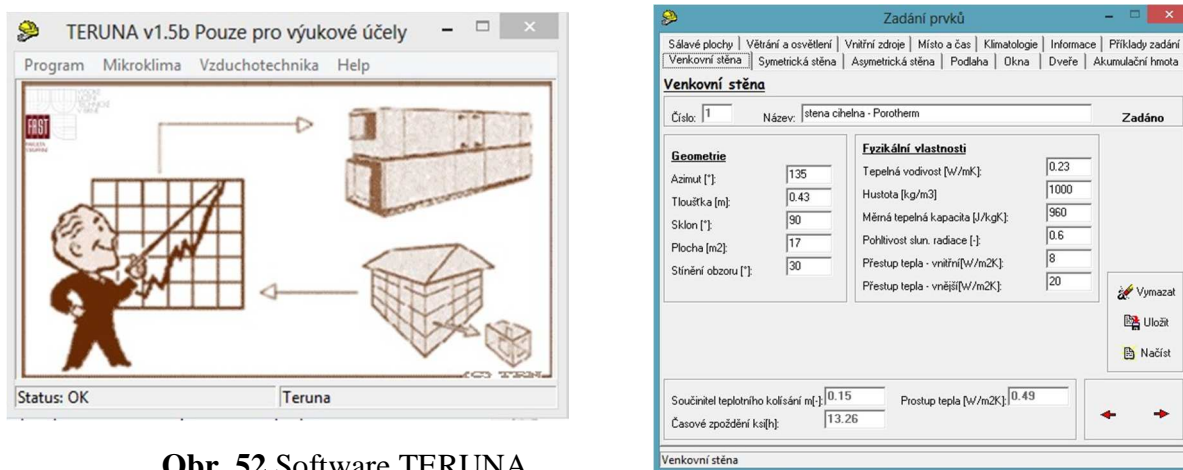 TERUNA v1.5b Pouze pro výukové účely
Program Mikroklima Vzduchotechnika Help
FAST
Status: OK Teruna
Obr. 52 Software TERUNA
Zadání prvků
Sálavé plochy Větrání a osvětlení Vnitřní zdroje Místo a čas Klimatologie Informace Příklady zadání
Venkovní stěna Symetrická stěna Asymetrická stěna Podlaha Okna Dveře Akumulační hmota
Venkovní stěna
Číslo: 1 Název: stena cihelna - Porotherm Zadáno
Geometrie
Azimut [°]: 135
Tloušťka [m]: 0.43
Sklon [°]: 90
Plocha [m2]: 17
Stínění obzoru [°]: 30
Fyzikální vlastnosti
Tepelná vodivost [W/mK]: 0.23
Hustota [kg/m3] 1000
Měrná tepelná kapacita [J/kgK]: 960
Pohltivost slun. radiace [-]: 0.6
Přestup tepla - vnitřní[W/m2K]: 8
Přestup tepla - vnější[W/m2K]: 20
Vymazat
Uložit
Načíst
Součinitel teplotního kolísání m[-]: 0.15 Prostup tepla [W/m2K]: 0.49
Časové zpoždění ksi[h]: 13.26
Venkovní stěna